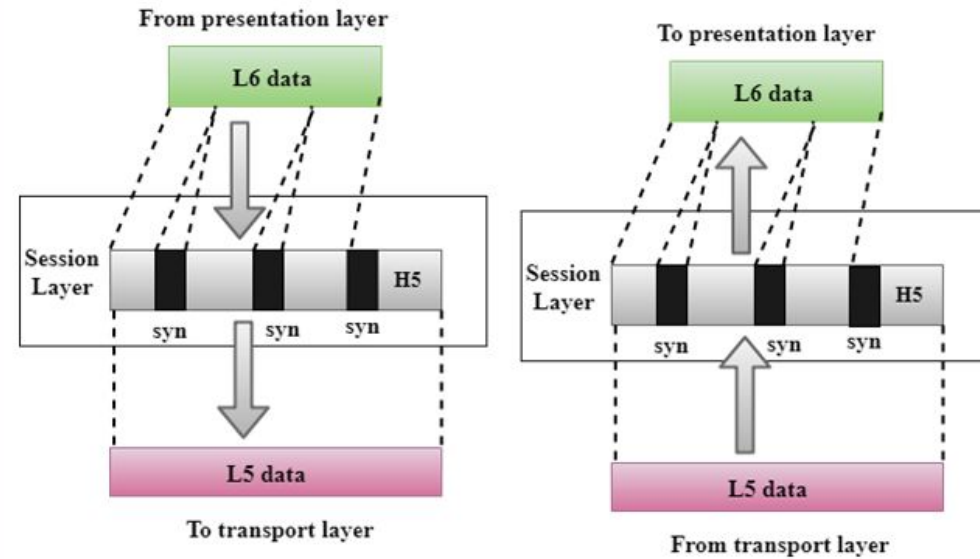 From presentation layer
L6 data
Session
Layer
H5
syn
syn
syn
L5 data
To transport layer
To presentation layer
L6 data
Session
Layer
H5
syn
syn
syn
L5 data
From transport layer